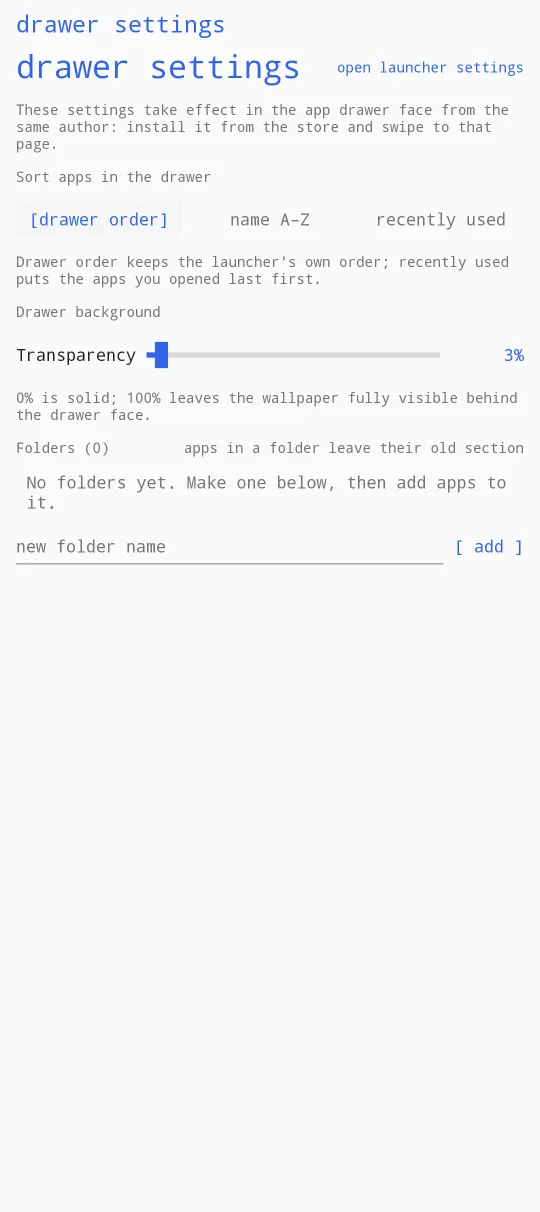 drawer settings
drawer settings
open launcher settings
These settings take effect in the app drawer face from the
same author: install it from the store and swipe to that
page.
Sort apps in the drawer
[drawer order] name A–Z recently used
Drawer order keeps the launcher's own order; recently used
puts the apps you opened last first.
Drawer background
Transparency 3%
0% is solid; 100% leaves the wallpaper fully visible behind
the drawer face.
Folders (0) apps in a folder leave their old section
No folders yet. Make one below, then add apps to
it.
new folder name [ add ]